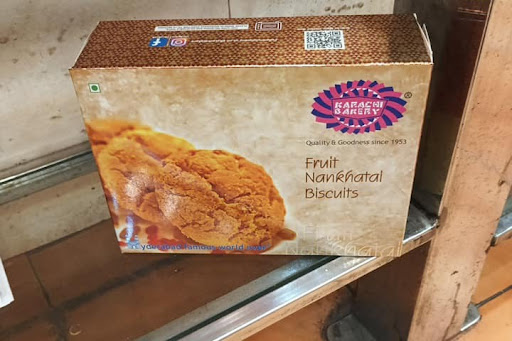 KARACHI
BAKERY
®
Quality & Goodness since 1953
Fruit
Nankhatai
Biscuits